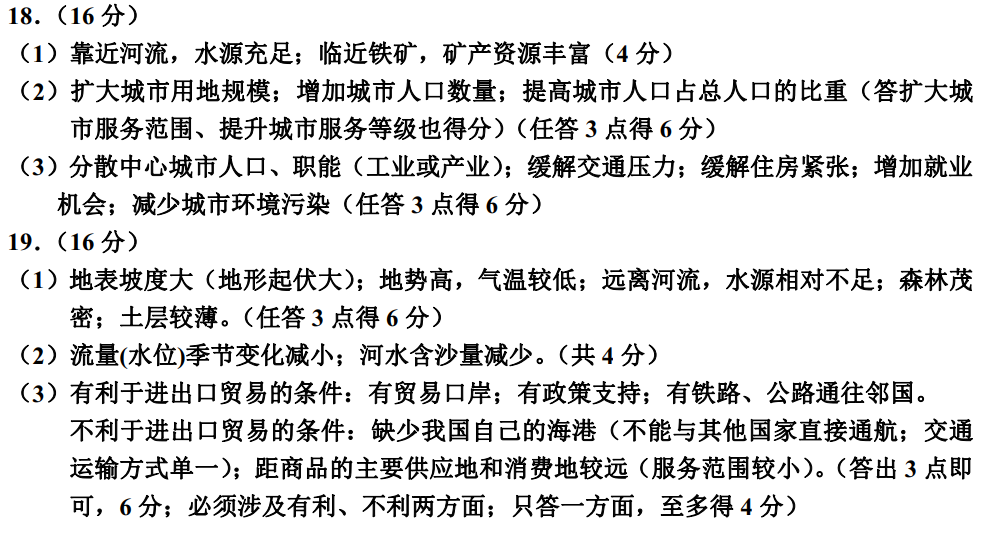 18.（16 分）
（1）靠近河流，水源充足；临近铁矿，矿产资源丰富（4 分）
（2）扩大城市用地规模；增加城市人口数量；提高城市人口占总人口的比重（答扩大城
市服务范围、提升城市服务等级也得分）（任答 3 点得 6 分）
（3）分散中心城市人口、职能（工业或产业）；缓解交通压力；缓解住房紧张；增加就业
机会；减少城市环境污染（任答 3 点得 6 分）
19.（16 分）
（1）地表坡度大（地形起伏大）；地势高，气温较低；远离河流，水源相对不足；森林茂
密；土层较薄。（任答 3 点得 6 分）
（2）流量(水位)季节变化减小；河水含沙量减少。（共 4 分）
（3）有利于进出口贸易的条件：有贸易口岸；有政策支持；有铁路、公路通往邻国。
不利于进出口贸易的条件：缺少我国自己的海港（不能与其他国家直接通航；交通
运输方式单一）；距商品的主要供应地和消费地较远（服务范围较小）。（答出 3 点即
可，6 分；必须涉及有利、不利两方面；只答一方面，至多得 4 分）